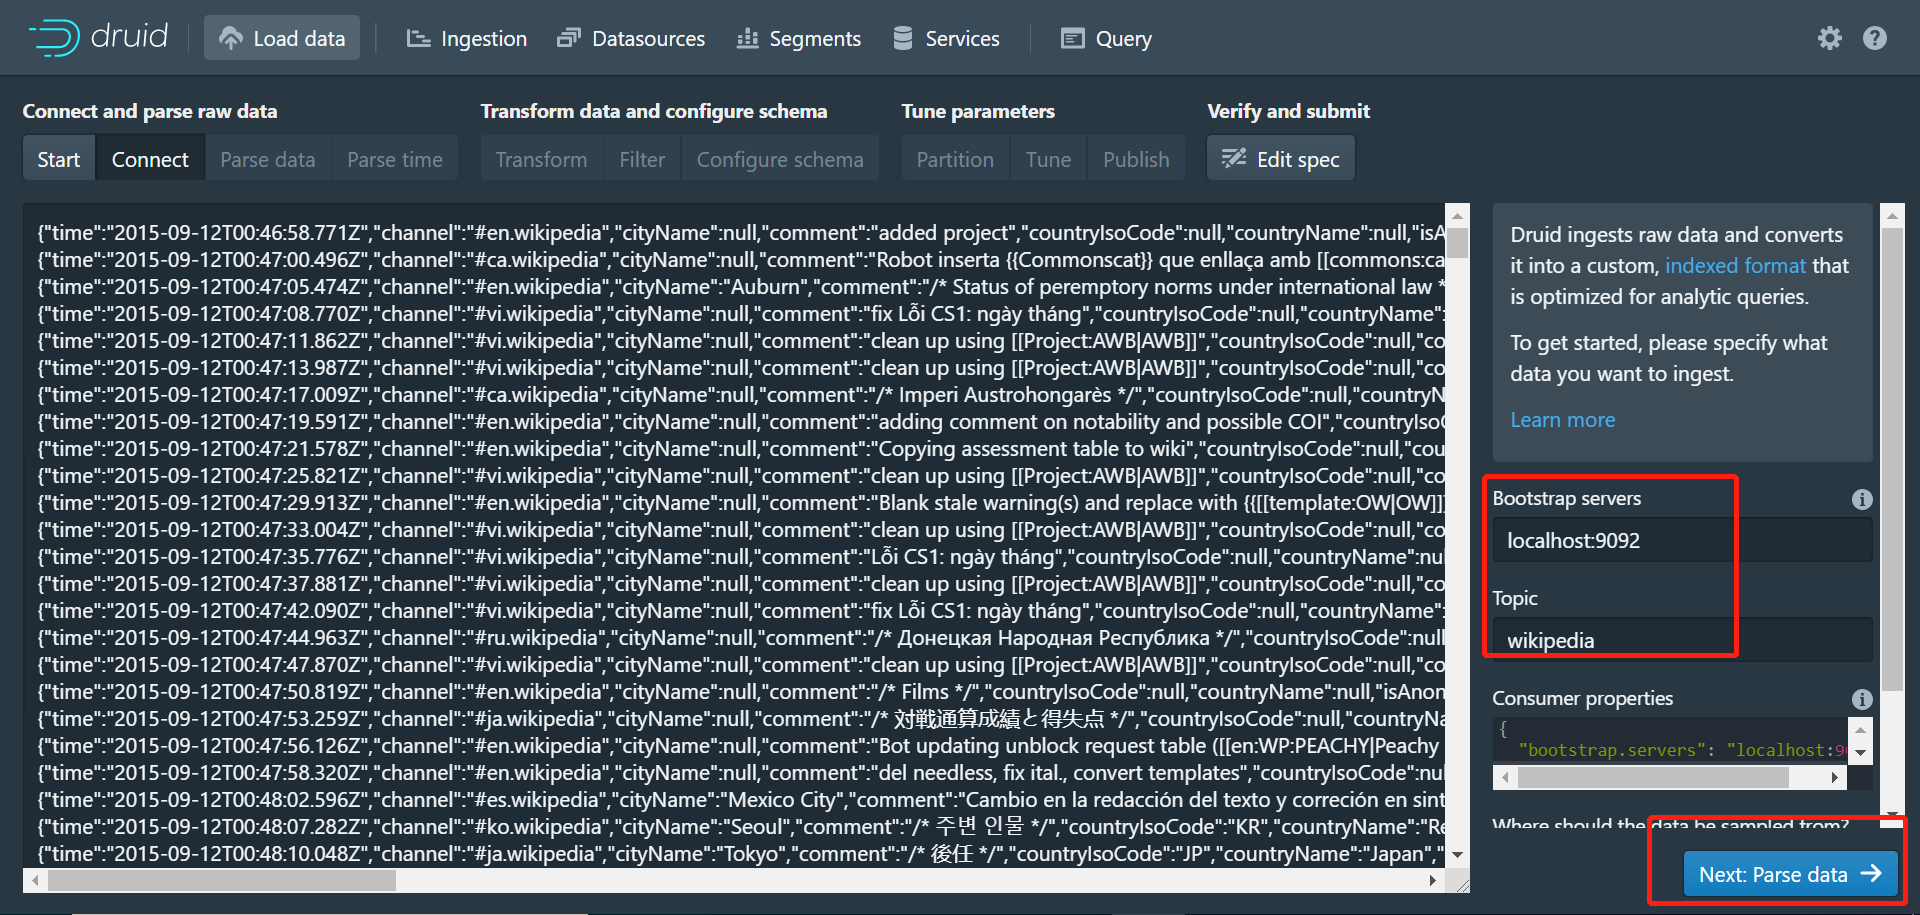 druid Load data Ingestion Datasources Segments Services Query
Connect and parse raw data Transform data and configure schema Tune parameters Verify and submit
Start Connect Parse data Parse time Transform Filter Configure schema Partition Tune Publish Edit spec
{"time":"2015-09-12T00:46:58.771Z","channel":"#en.wikipedia","cityName":null,"comment":"added project","countryIsoCode":null,"countryName":null,"isA
{"time":"2015-09-12T00:47:00.496Z","channel":"#ca.wikipedia","cityName":null,"comment":"Robot inserta {{Commonscat}} que enllaça amb [[commons:ca
{"time":"2015-09-12T00:47:05.474Z","channel":"#en.wikipedia","cityName":"Auburn","comment":"/* Status of peremptory norms under international law *
{"time":"2015-09-12T00:47:08.770Z","channel":"#vi.wikipedia","cityName":null,"comment":"fix Lỗi CS1: ngày tháng","countryIsoCode":null,"countryName":
{"time":"2015-09-12T00:47:11.862Z","channel":"#vi.wikipedia","cityName":null,"comment":"clean up using [[Project:AWB|AWB]]","countryIsoCode":null,"co
{"time":"2015-09-12T00:47:13.987Z","channel":"#vi.wikipedia","cityName":null,"comment":"clean up using [[Project:AWB|AWB]]","countryIsoCode":null,"co
{"time":"2015-09-12T00:47:17.009Z","channel":"#ca.wikipedia","cityName":null,"comment":"/* Imperi Austrohongarès */","countryIsoCode":null,"countryN
{"time":"2015-09-12T00:47:19.591Z","channel":"#en.wikipedia","cityName":null,"comment":"adding comment on notability and possible COI","countryIsoC
{"time":"2015-09-12T00:47:21.578Z","channel":"#en.wikipedia","cityName":null,"comment":"Copying assessment table to wiki","countryIsoCode":null,"cou
{"time":"2015-09-12T00:47:25.821Z","channel":"#vi.wikipedia","cityName":null,"comment":"clean up using [[Project:AWB|AWB]]","countryIsoCode":null,"co
{"time":"2015-09-12T00:47:29.913Z","channel":"#en.wikipedia","cityName":null,"comment":"Blank stale warning(s) and replace with {{[[template:OW|OW]]
{"time":"2015-09-12T00:47:33.004Z","channel":"#vi.wikipedia","cityName":null,"comment":"clean up using [[Project:AWB|AWB]]","countryIsoCode":null,"co
{"time":"2015-09-12T00:47:35.776Z","channel":"#vi.wikipedia","cityName":null,"comment":"Lỗi CS1: ngày tháng","countryIsoCode":null,"countryName":null
{"time":"2015-09-12T00:47:37.881Z","channel":"#vi.wikipedia","cityName":null,"comment":"clean up using [[Project:AWB|AWB]]","countryIsoCode":null,"co
{"time":"2015-09-12T00:47:42.090Z","channel":"#vi.wikipedia","cityName":null,"comment":"fix Lỗi CS1: ngày tháng","countryIsoCode":null,"countryName":
{"time":"2015-09-12T00:47:44.963Z","channel":"#ru.wikipedia","cityName":null,"comment":"/* Донецкая Народная Республика */","countryIsoCode":null
{"time":"2015-09-12T00:47:47.870Z","channel":"#vi.wikipedia","cityName":null,"comment":"clean up using [[Project:AWB|AWB]]","countryIsoCode":null,"co
{"time":"2015-09-12T00:47:50.819Z","channel":"#en.wikipedia","cityName":null,"comment":"/* Films */","countryIsoCode":null,"countryName":null,"isAnon
{"time":"2015-09-12T00:47:53.259Z","channel":"#ja.wikipedia","cityName":null,"comment":"/* 対戦通算成績と得失点 */","countryIsoCode":null,"countryNa
{"time":"2015-09-12T00:47:56.126Z","channel":"#en.wikipedia","cityName":null,"comment":"Bot updating unblock request table ([[en:WP:PEACHY|Peachy
{"time":"2015-09-12T00:47:58.320Z","channel":"#en.wikipedia","cityName":null,"comment":"del needless, fix ital., convert templates","countryIsoCode":nul
{"time":"2015-09-12T00:48:02.596Z","channel":"#es.wikipedia","cityName":"Mexico City","comment":"Cambio en la redacción del texto y correción en sint
{"time":"2015-09-12T00:48:07.282Z","channel":"#ko.wikipedia","cityName":"Seoul","comment":"/* 주변 인물 */","countryIsoCode":"KR","countryName":"Re
{"time":"2015-09-12T00:48:10.048Z","channel":"#ja.wikipedia","cityName":"Tokyo","comment":"/* 後任 */","countryIsoCode":"JP","countryName":"Japan","
Druid ingests raw data and converts
it into a custom, indexed format that
is optimized for analytic queries.
To get started, please specify what
data you want to ingest.
Learn more
Bootstrap servers
localhost:9092
Topic
wikipedia
Consumer properties
{
"bootstrap.servers": "localhost:90
Where should the data be sampled from?
Next: Parse data